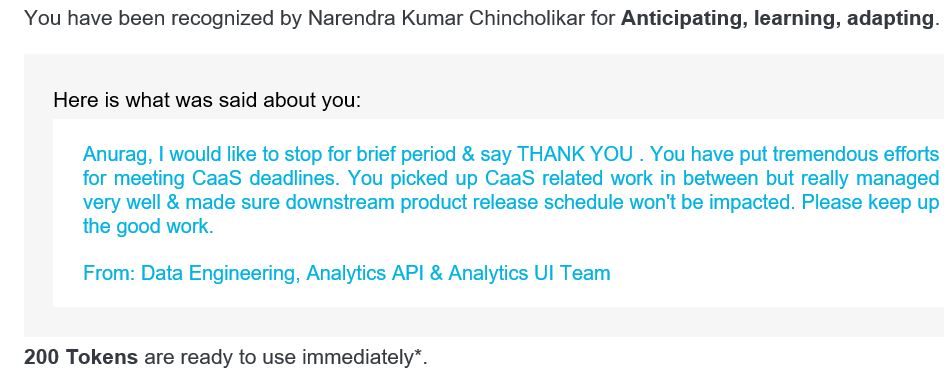 You have been recognized by Narendra Kumar Chincholikar for Anticipating, learning, adapting.
Here is what was said about you:
Anurag, I would like to stop for brief period & say THANK YOU . You have put tremendous efforts
for meeting CaaS deadlines. You picked up CaaS related work in between but really managed
very well & made sure downstream product release schedule won't be impacted. Please keep up
the good work.
From: Data Engineering, Analytics API & Analytics UI Team
200 Tokens are ready to use immediately*.